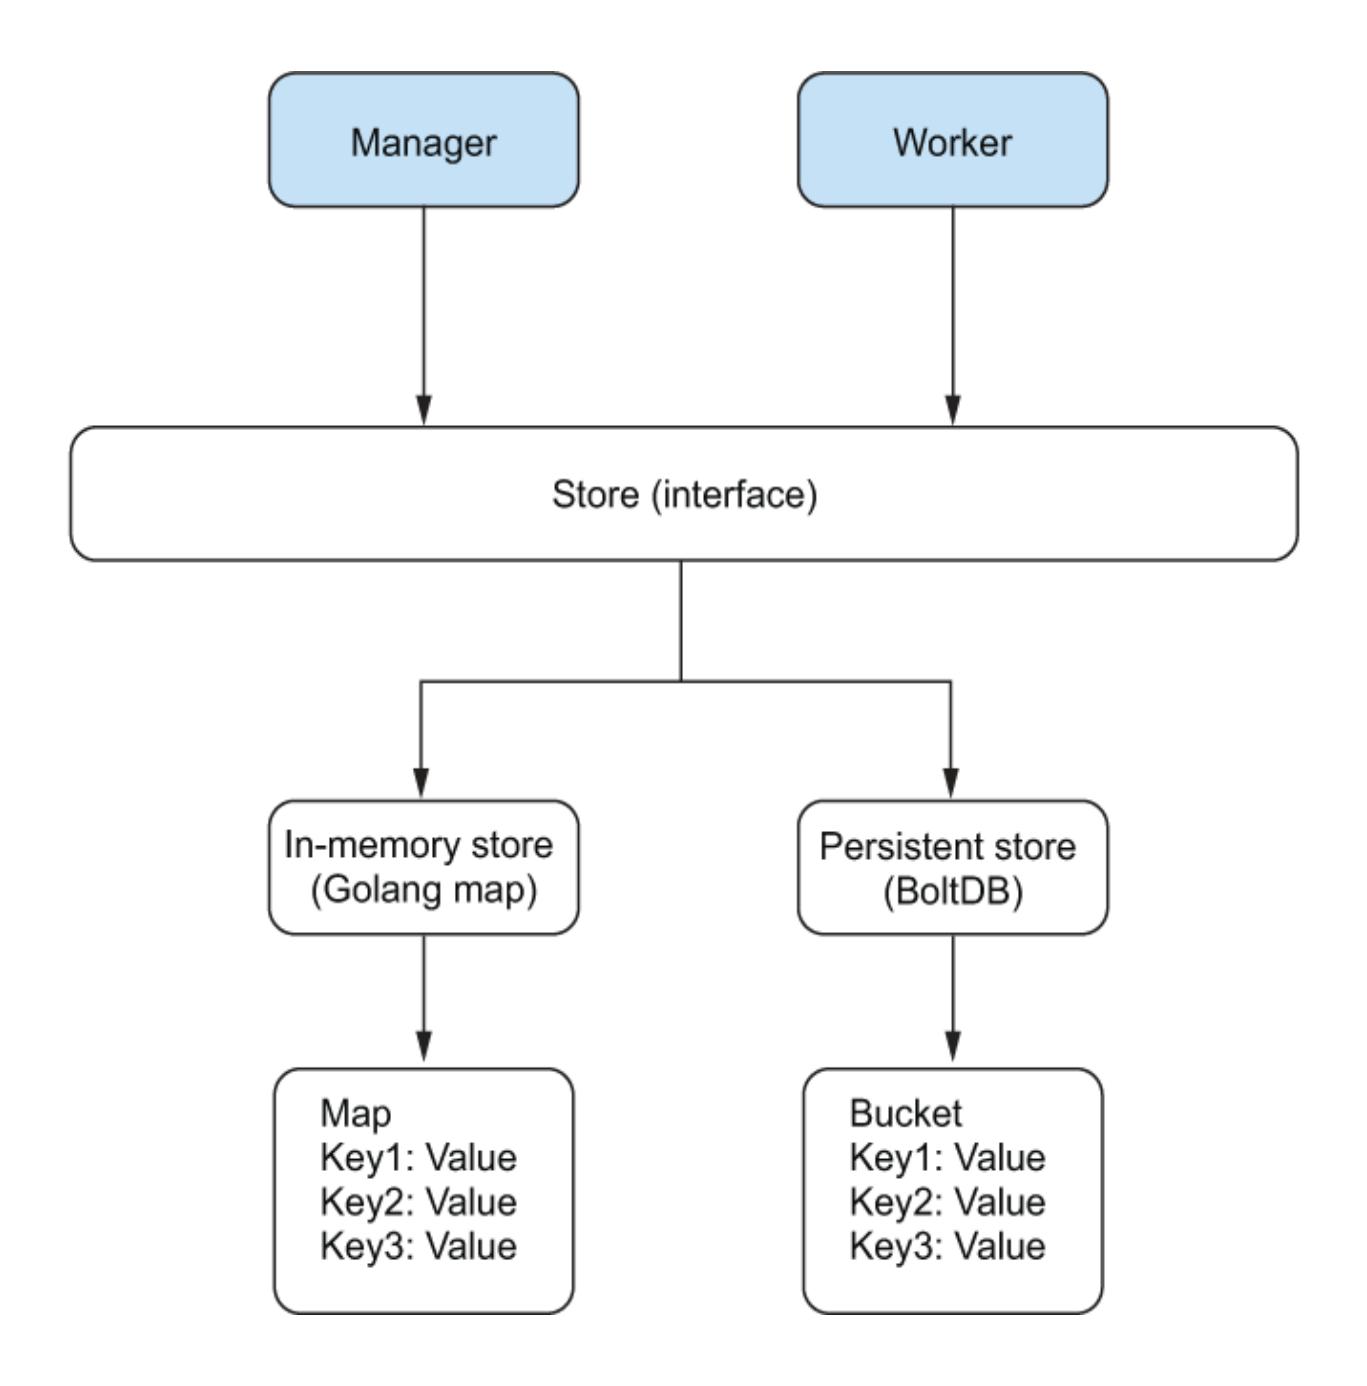 Manager
Worker
Store (interface)
In-memory store
(Golang map)
Persistent store
(BoltDB)
Map
Key1: Value
Key2: Value
Key3: Value
Bucket
Key1: Value
Key2: Value
Key3: Value